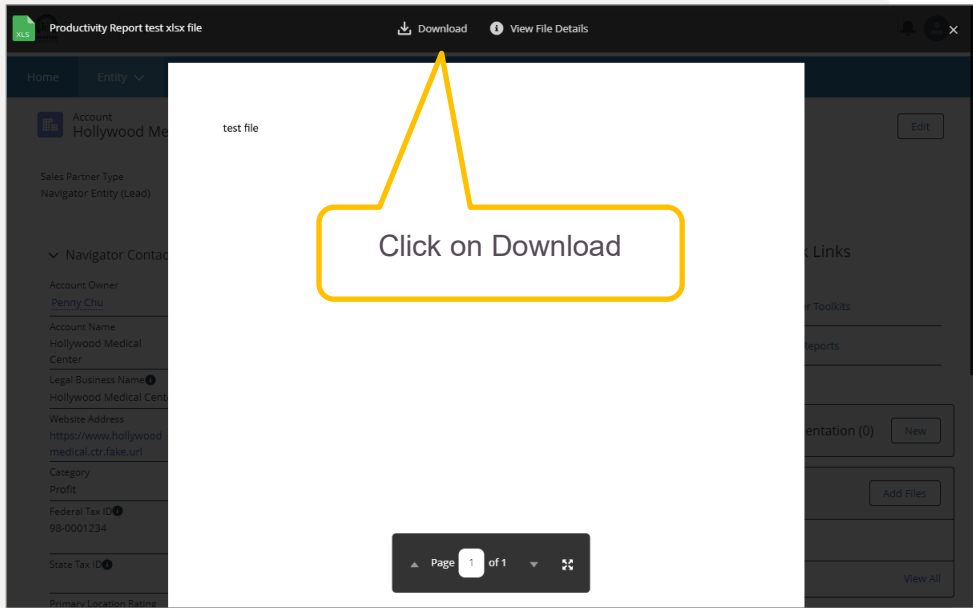 XLS
Productivity Report test xlsx file
Download
View File Details
Home
Entity
Account
Hollywood Me
Edit
test file
Sales Partner Type
Navigator Entity (Lead)
Click on Download
Navigator Contac
Links
Account Owner
Penny Chu
Toolkits
Account Name
Hollywood Medical
Center
Reports
Legal Business Name
Hollywood Medical Cent
Website Address
https://www.hollywood
medical.ctr.fake.url
entation (0)
New
Category
Profit
Add Files
Federal Tax ID
98-0001234
State Tax ID
Page 1 of 1
View All
Primary Location Rating